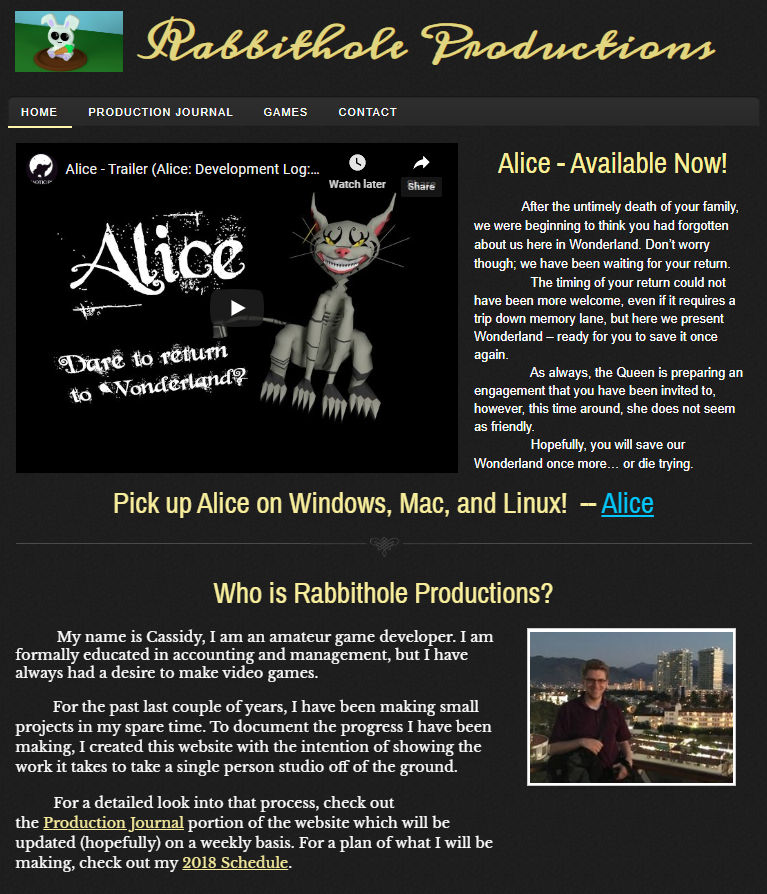 Rabbithole Productions
HOME PRODUCTION JOURNAL GAMES CONTACT
Alice - Trailer (Alice: Development Log:...
Watch later
Share
Alice
Dare to return
to Wonderland?
Alice - Available Now!
After the untimely death of your family,
we were beginning to think you had forgotten
about us here in Wonderland. Don't worry
though; we have been waiting for your return.
The timing of your return could not
have been more welcome, even if it requires a
trip down memory lane, but here we present
Wonderland – ready for you to save it once
again.
As always, the Queen is preparing an
engagement that you have been invited to,
however, this time around, she does not seem
as friendly.
Hopefully, you will save our
Wonderland once more… or die trying.
Pick up Alice on Windows, Mac, and Linux! -- Alice
Who is Rabbithole Productions?
My name is Cassidy, I am an amateur game developer. I am
formally educated in accounting and management, but I have
always had a desire to make video games.
For the past last couple of years, I have been making small
projects in my spare time. To document the progress I have been
making, I created this website with the intention of showing the
work it takes to take a single person studio off of the ground.
For a detailed look into that process, check out
the Production Journal portion of the website which will be
updated (hopefully) on a weekly basis. For a plan of what I will be
making, check out my 2018 Schedule.